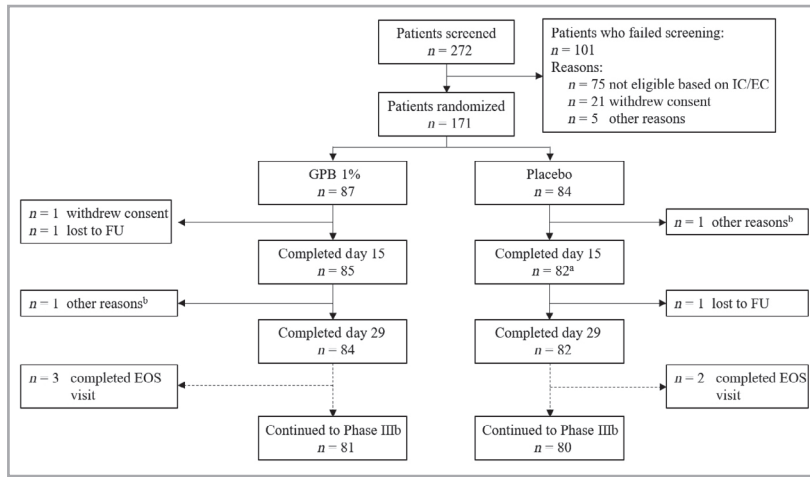 Patients screened
n = 272
Patients who failed screening:
n = 101
Reasons:
n = 75 not eligible based on IC/EC
n = 21 withdrew consent
n = 5 other reasons
Patients randomized
n = 171
GPB 1%
n = 87
Placebo
n = 84
n = 1 withdrew consent
n = 1 lost to FU
n = 1 other reasonsᵇ
Completed day 15
n = 85
Completed day 15
n = 82ᵃ
n = 1 other reasonsᵇ
n = 1 lost to FU
Completed day 29
n = 84
Completed day 29
n = 82
n = 3 completed EOS
visit
n = 2 completed EOS
visit
Continued to Phase IIIb
n = 81
Continued to Phase IIIb
n = 80